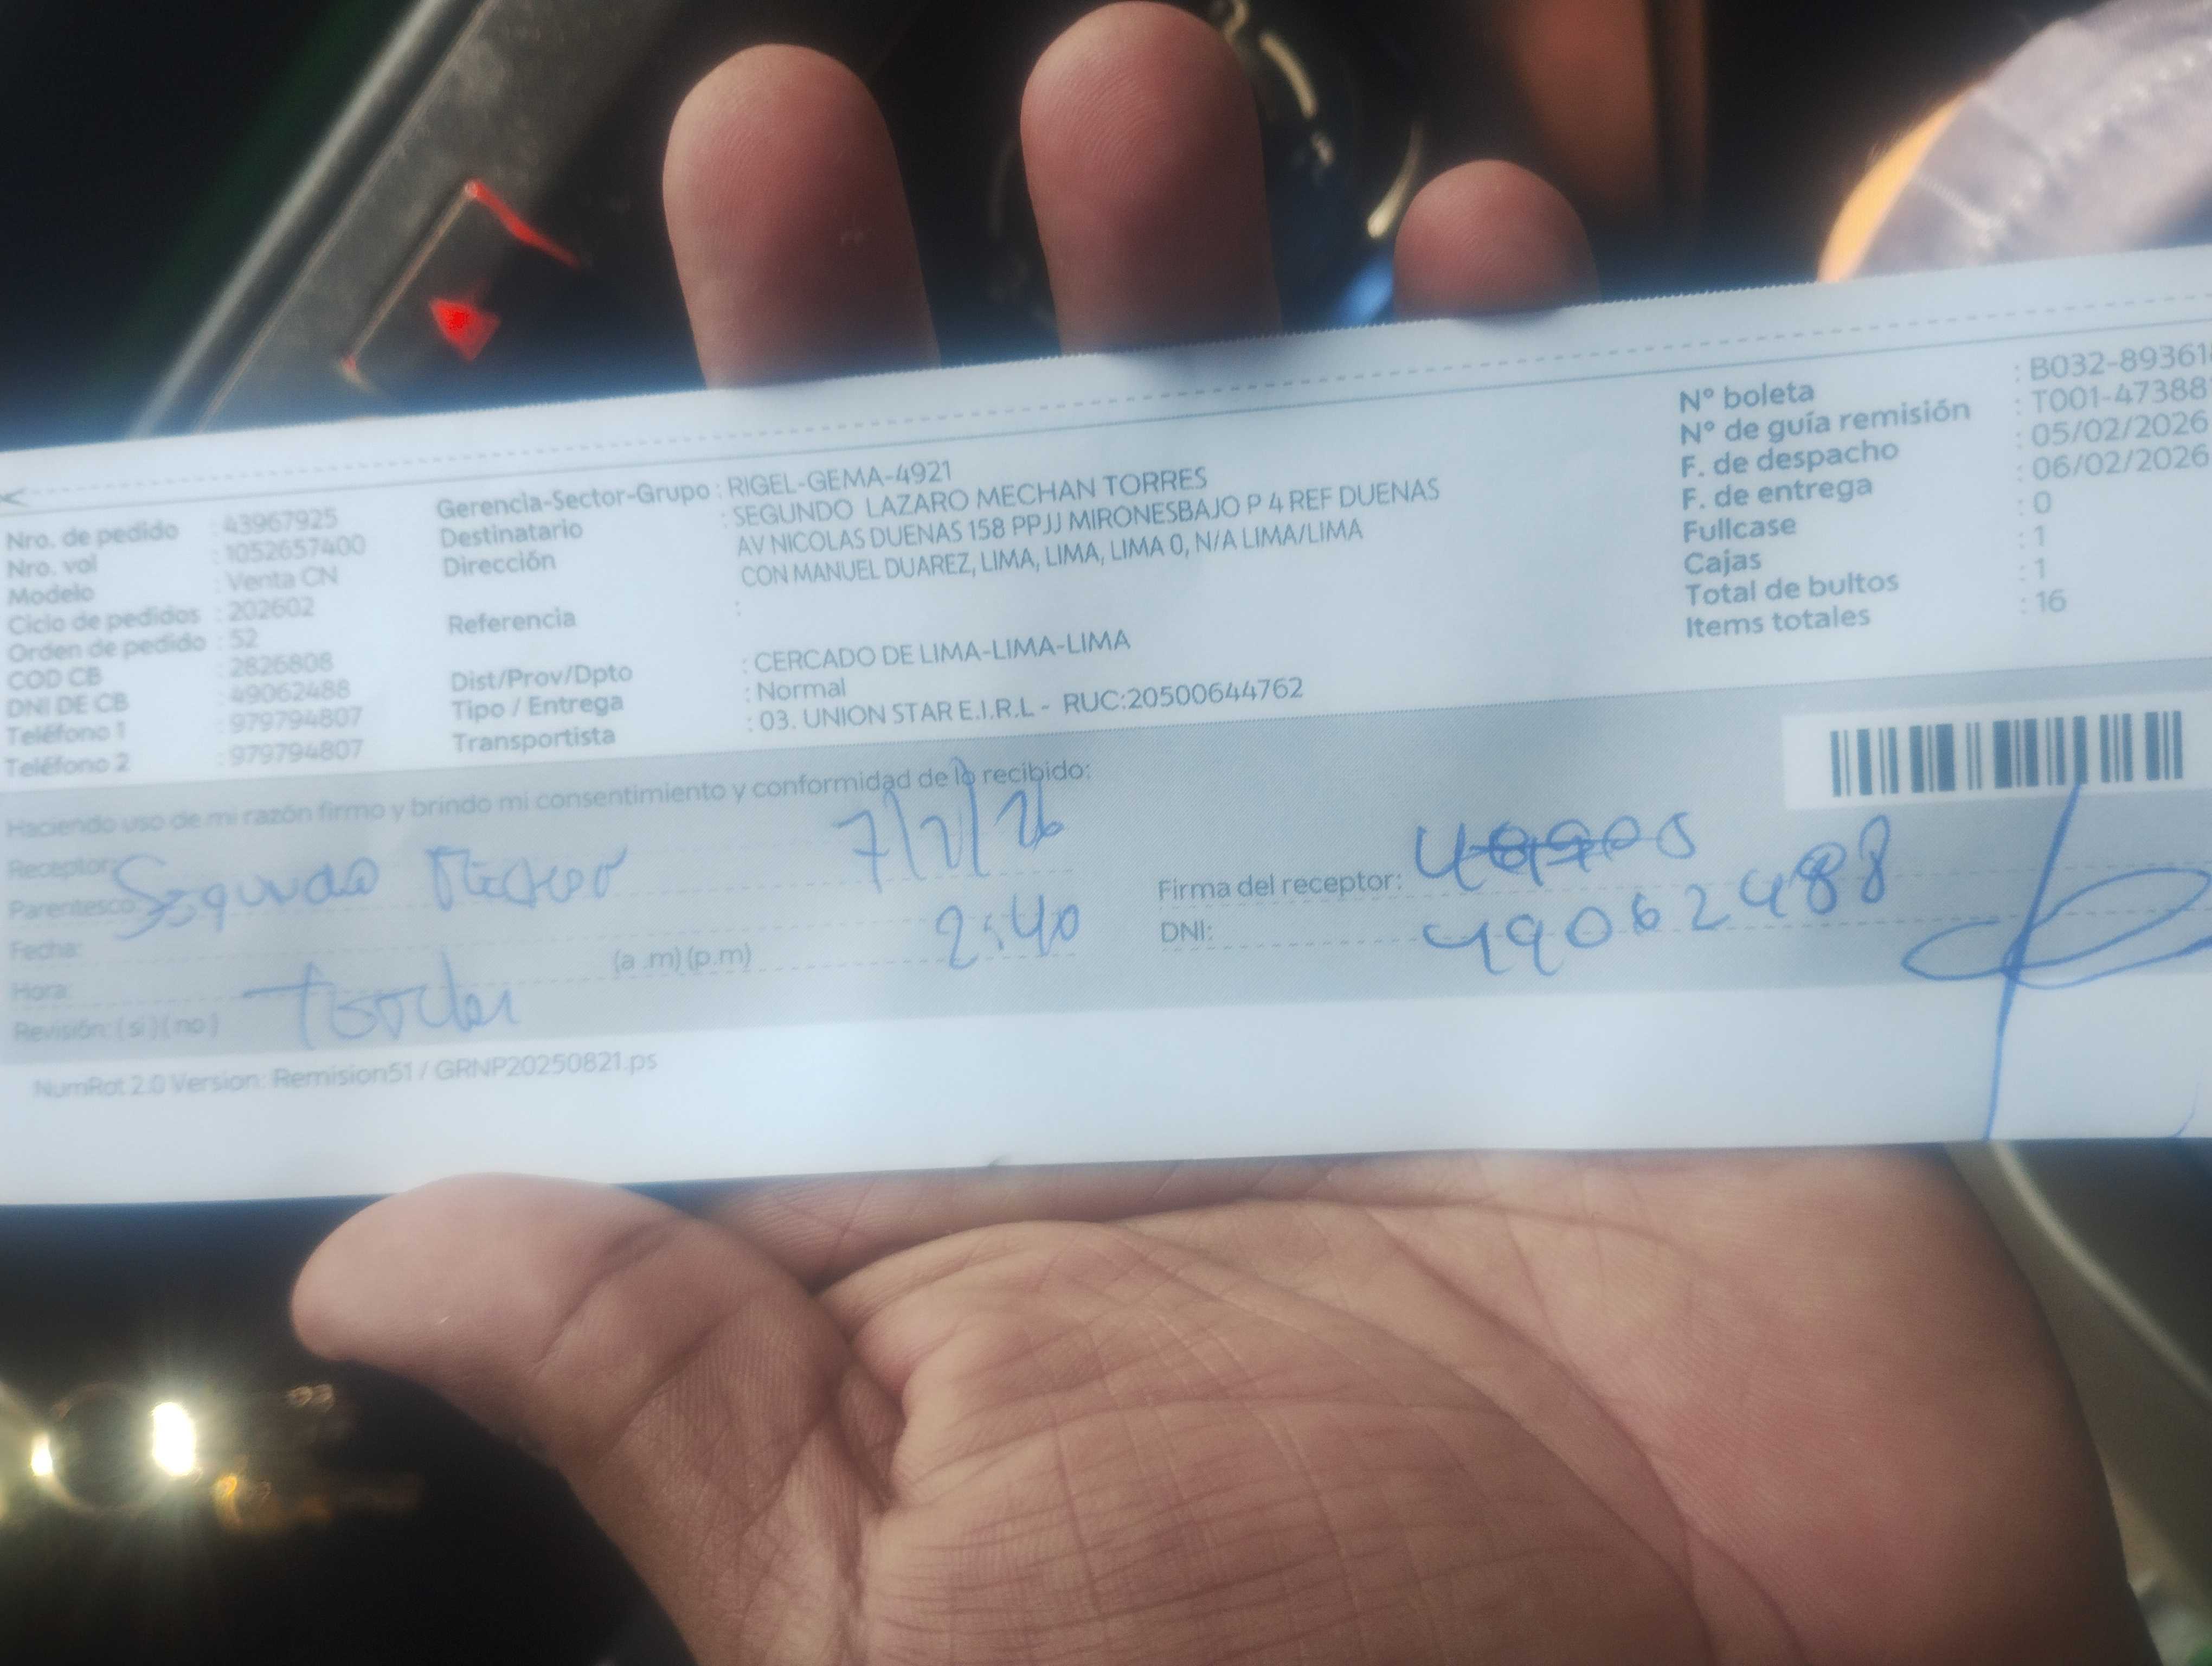 Nro. de pedido : 43967925
Nro. vol : 1052657400
Modelo : Venta CN
Ciclo de pedidos : 202602
Orden de pedido : 52
COD CB : 2826808
DNI DE CB : 49062488
Teléfono 1 : 979794807
Teléfono 2 : 979794807
Gerencia-Sector-Grupo : RIGEL-GEMA-4921
Destinatario : SEGUNDO LAZARO MECHAN TORRES
Dirección AV NICOLAS DUENAS 158 PPJJ MIRONESBAJO P 4 REF DUENAS
CON MANUEL DUAREZ, LIMA, LIMA, LIMA 0, N/A LIMA/LIMA
Referencia :
Dist/Prov/Dpto : CERCADO DE LIMA-LIMA-LIMA
Tipo / Entrega : Normal
Transportista : 03. UNION STAR E.I.R.L - RUC:20500644762
N° boleta : B032-89361
N° de guía remisión : T001-47388
F. de despacho : 05/02/2026
F. de entrega : 06/02/2026
Fullcase : 0
Cajas : 1
Total de bultos : 1
Items totales : 16
Haciendo uso de mi razón firmo y brindo mi consentimiento y conformidad de lo recibido:
Receptor: Segundo
Parentesco:
Fecha: 7/2/26
Hora: (a .m) (p.m) 2:40
Revisión: ( si ) ( no )
Firma del receptor:
DNI: 49062488
NumRot 2.0 Version: Remision51 / GRNP20250821.ps